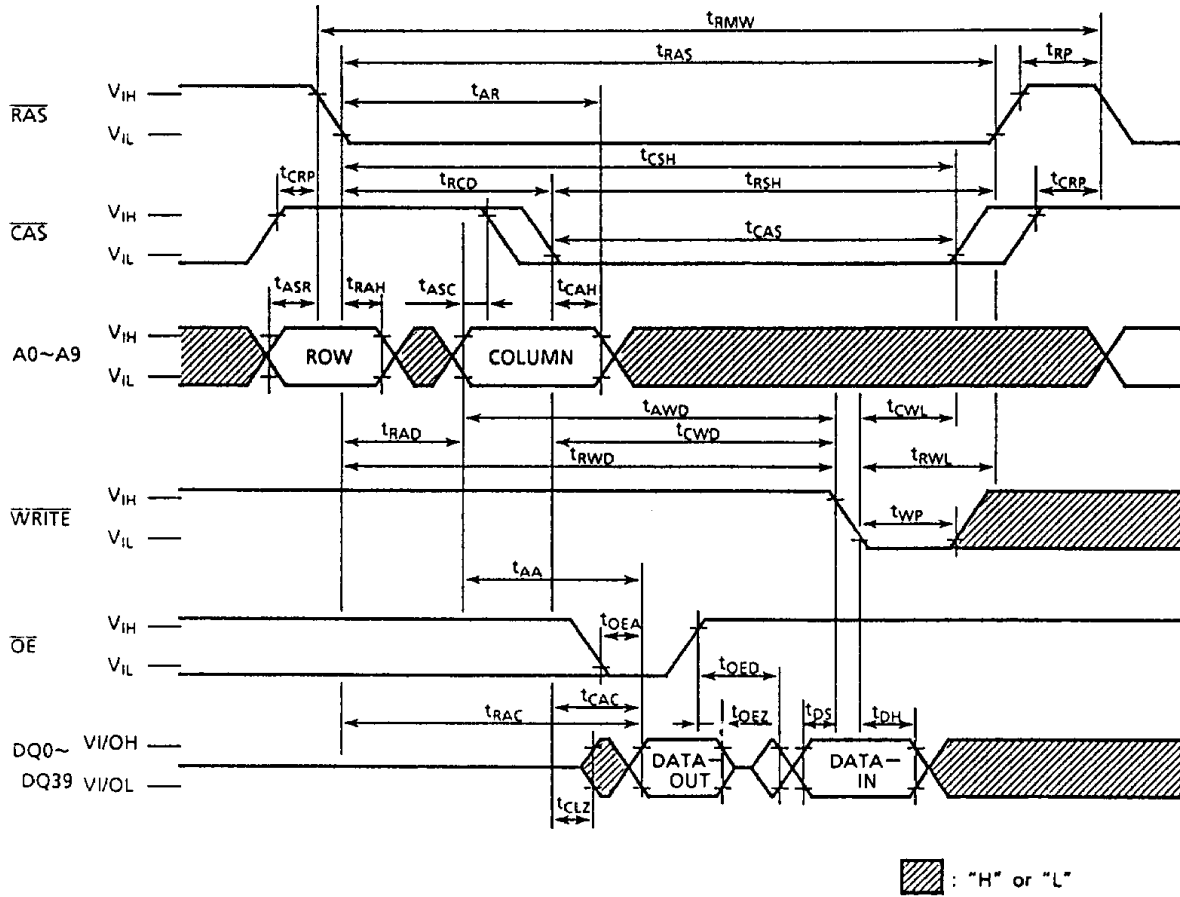 tRMW
tRAS
tRP
tAR
RAS
VIH
VIL
tCSH
tCRP
tRCD
tRSH
tCRP
CAS
VIH
VIL
tCAS
tASR
tRAH
tASC
tCAH
A0~A9
VIH
VIL
ROW
COLUMN
tAWD
tCWL
tRAD
tCWD
tRWD
tRWL
WRITE
VIH
VIL
tWP
tAA
OE
VIH
VIL
tOEA
tOED
tCAC
tRAC
tOEZ
tDS
tDH
DQ0~
DQ39
VI/OH
VI/OL
DATA-
OUT
DATA-
IN
tCLZ
: "H" or "L"